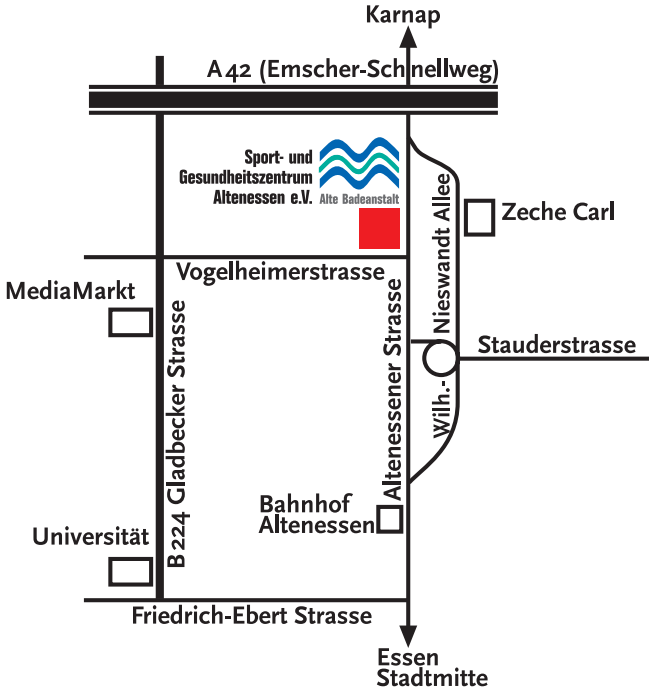 Karnap
A 42 (Emscher-Schnellweg)
Sport- und
Gesundheitszentrum
Altenessen e.V.
Alte Badeanstalt
Zeche Carl
Vogelheimerstrasse
MediaMarkt
B 224 Gladbecker Strasse
Altenessener Strasse
Wilh.- Nieswandt Allee
Stauderstrasse
Bahnhof
Altenessen
Universität
Friedrich-Ebert Strasse
Essen
Stadtmitte